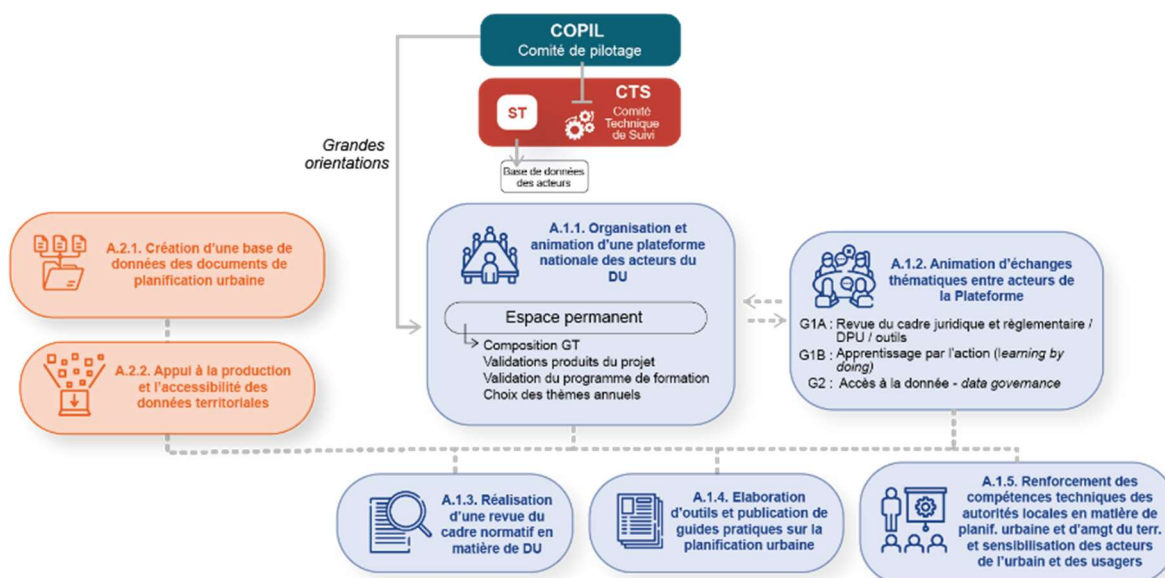 COPIL
Comité de pilotage
ST
CTS
Comité
Technique
de Suivi
Grandes
orientations
Base de données
des acteurs
A.2.1. Création d'une base de
données des documents de
planification urbaine
A.2.2. Appui à la production
et l'accessibilité des
données territoriales
A.1.1. Organisation et
animation d'une plateforme
nationale des acteurs du
DU
Espace permanent
Composition GT
Validations produits du projet
Validation du programme de formation
Choix des thèmes annuels
A.1.2. Animation d'échanges
thématiques entre acteurs de
la Plateforme
G1A : Revue du cadre juridique et règlementaire /
DPU / outils
G1B : Apprentissage par l'action (learning by
doing)
G2 : Accès à la donnée - data governance
A.1.3. Réalisation
d'une revue du
cadre normatif en
matière de DU
A.1.4. Elaboration
d'outils et publication de
guides pratiques sur la
planification urbaine
A.1.5. Renforcement des
compétences techniques des
autorités locales en matière de
planif. urbaine et d'amgt du terr.
et sensibilisation des acteurs
de l'urbain et des usagers